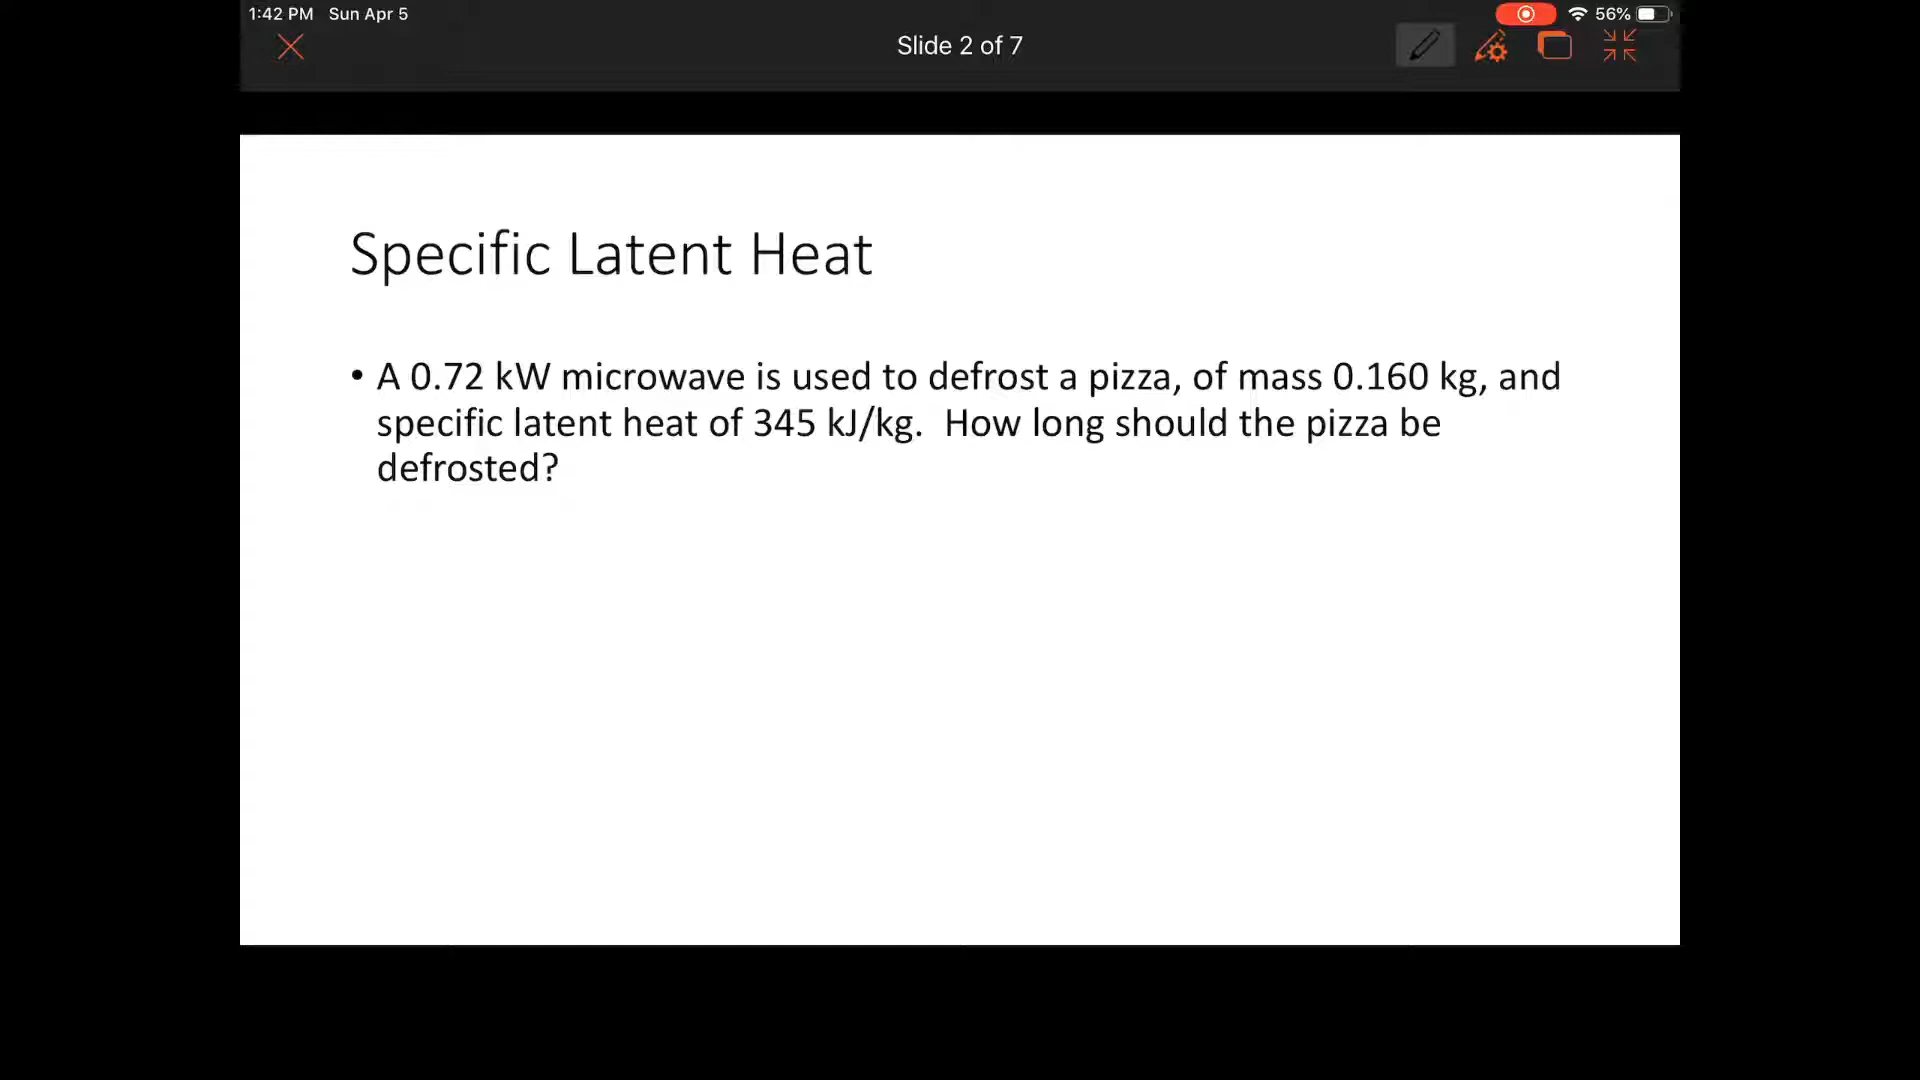 1:42 PM Sun Apr 5
56%
Slide 2 of 7
Specific Latent Heat
• A 0.72 kW microwave is used to defrost a pizza, of mass 0.160 kg, and
specific latent heat of 345 kJ/kg.  How long should the pizza be
defrosted?